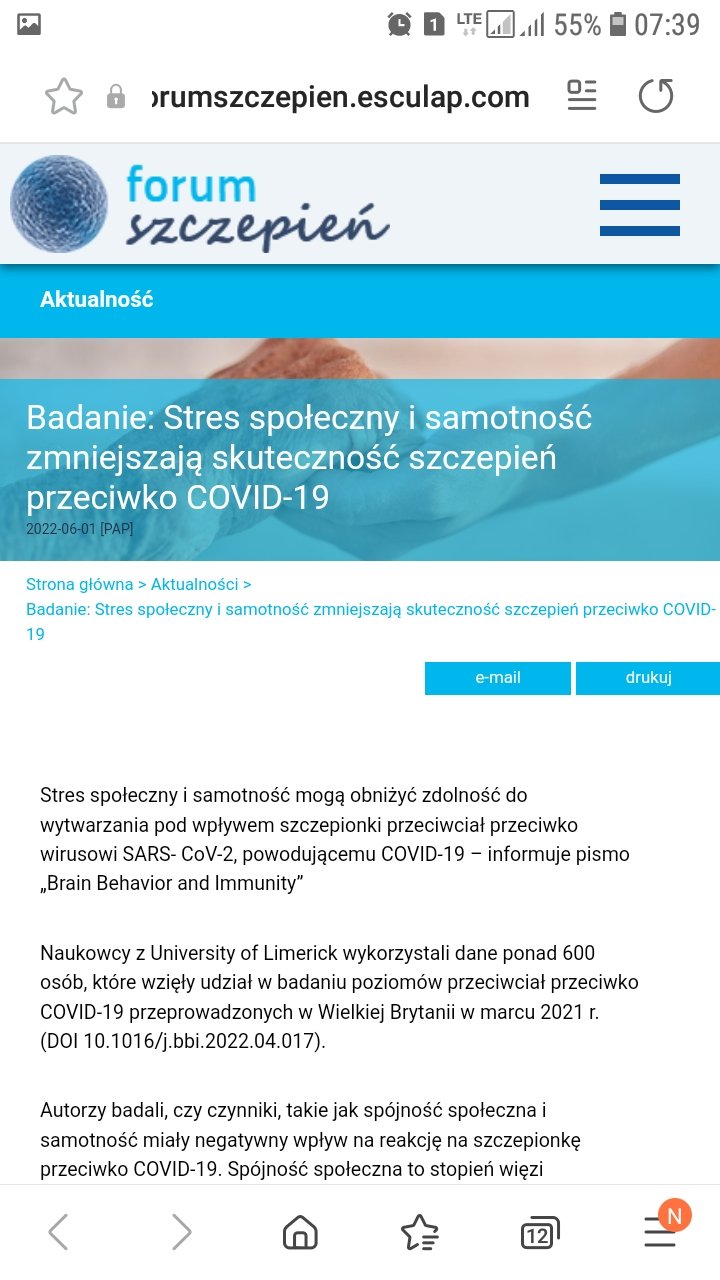 1 LTE 55% 07:39
orumszczepien.esculap.com
forum
szczepień
Aktualność
Badanie: Stres społeczny i samotność
zmniejszają skuteczność szczepień
przeciwko COVID-19
2022-06-01 [PAP]
Strona główna > Aktualności >
Badanie: Stres społeczny i samotność zmniejszają skuteczność szczepień przeciwko COVID-
19
e-mail drukuj
Stres społeczny i samotność mogą obniżyć zdolność do
wytwarzania pod wpływem szczepionki przeciwciał przeciwko
wirusowi SARS- CoV-2, powodującemu COVID-19 – informuje pismo
„Brain Behavior and Immunity”
Naukowcy z University of Limerick wykorzystali dane ponad 600
osób, które wzięły udział w badaniu poziomów przeciwciał przeciwko
COVID-19 przeprowadzonych w Wielkiej Brytanii w marcu 2021 r.
(DOI 10.1016/j.bbi.2022.04.017).
Autorzy badali, czy czynniki, takie jak spójność społeczna i
samotność miały negatywny wpływ na reakcję na szczepionkę
przeciwko COVID-19. Spójność społeczna to stopień więzi
12 N